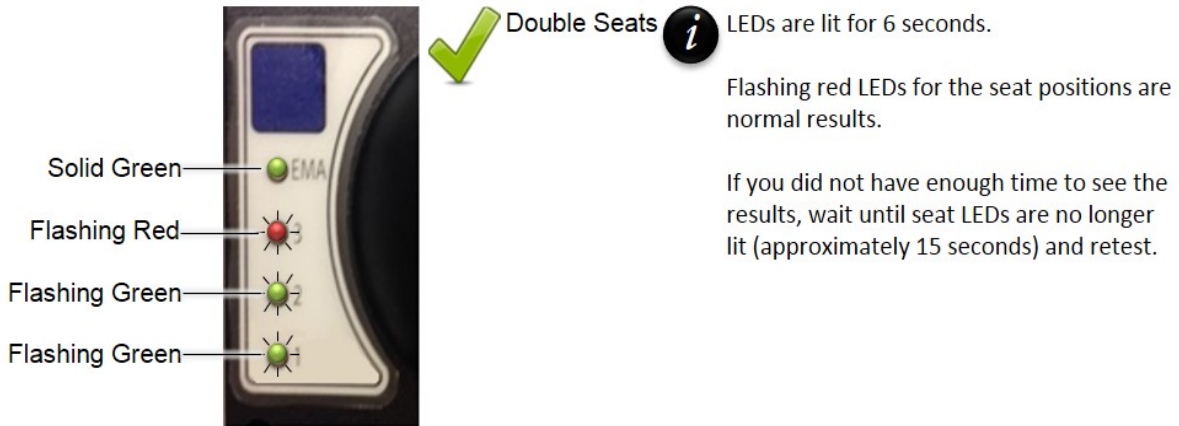 Double Seats
i
LEDs are lit for 6 seconds.
Flashing red LEDs for the seat positions are
normal results.
If you did not have enough time to see the
results, wait until seat LEDs are no longer
lit (approximately 15 seconds) and retest.
Solid Green
EMA
Flashing Red
3
Flashing Green
2
Flashing Green
1